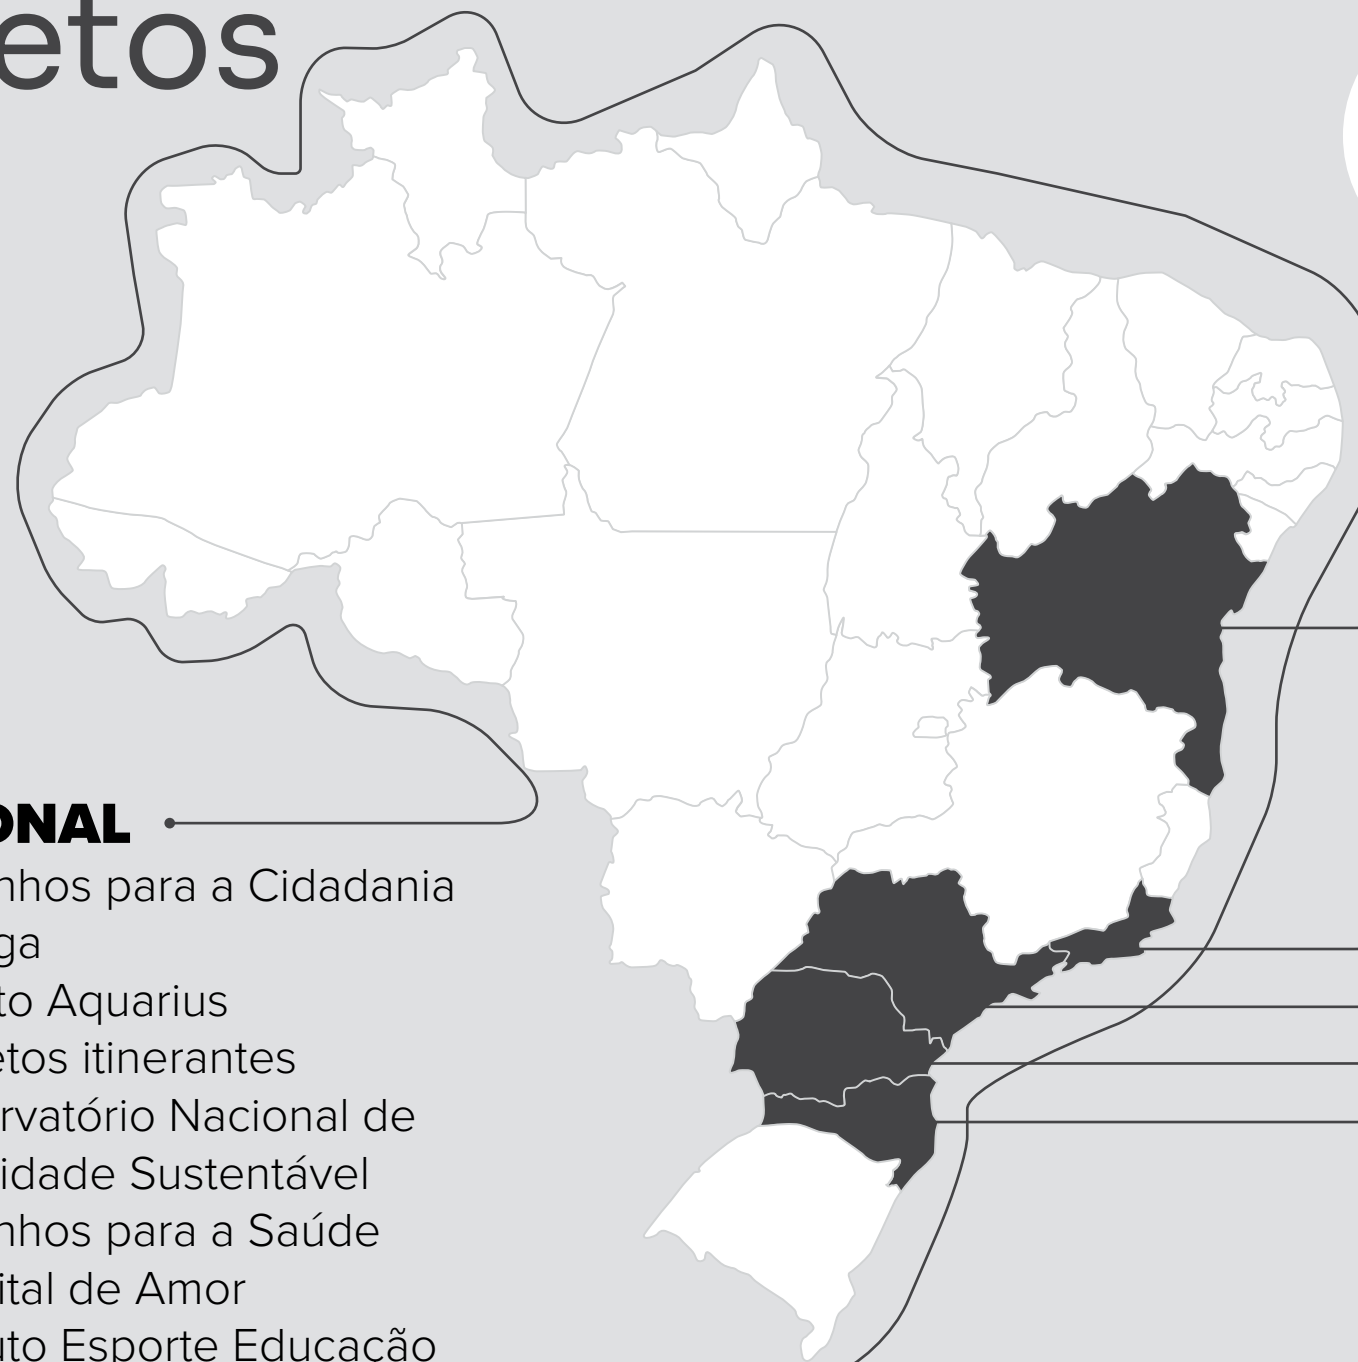 etos
ONAL
nhos para a Cidadania
ga
to Aquarius
etos itinerantes
rvatório Nacional de
idade Sustentável
nhos para a Saúde
ital de Amor
uto Esporte Educação